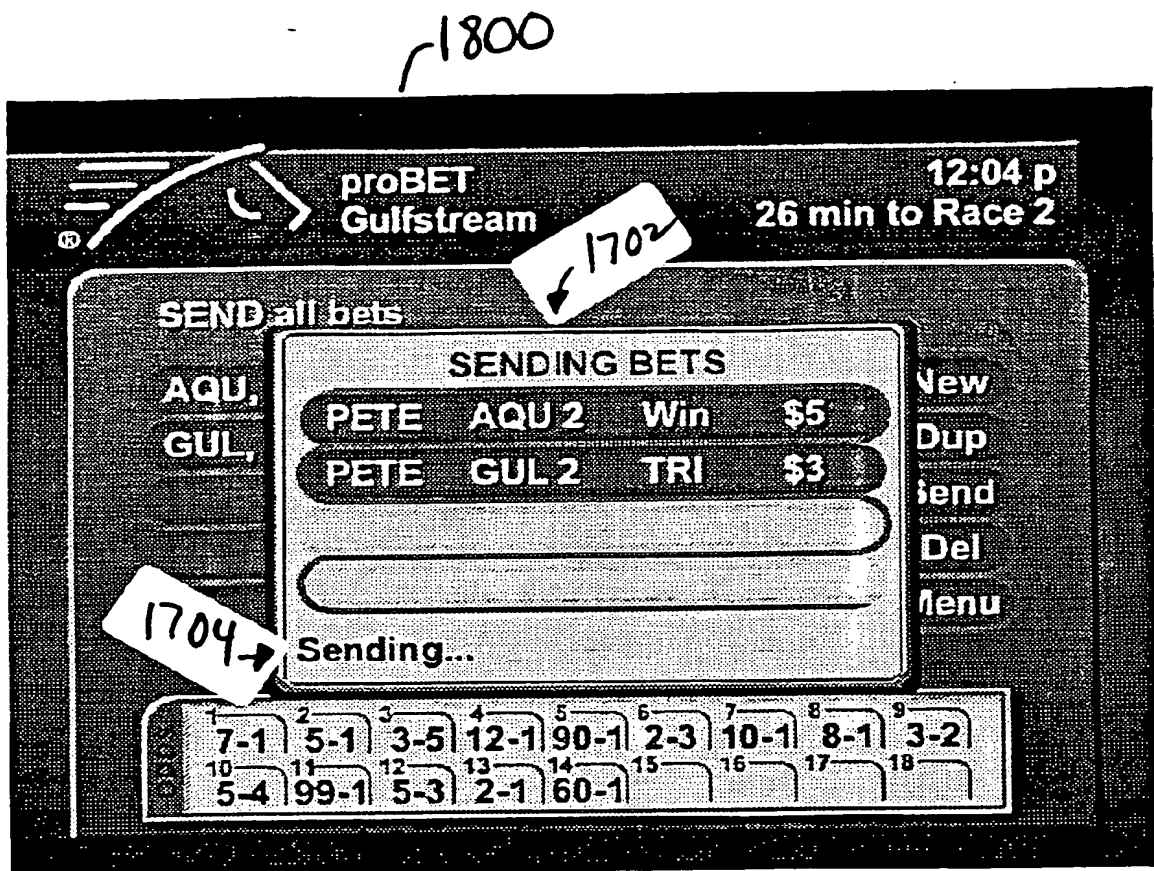 1800
proBET
Gulfstream
12:04 p
26 min to Race 2
®
1702
SEND all bets
SENDING BETS
AQU,
PETE AQU 2 Win $5
New
GUL,
PETE GUL 2 TRI $3
Dup
Send
Del
Menu
1704
Sending...
ODDS
1 2 3 4 5 6 7 8 9
7-1 5-1 3-5 12-1 90-1 2-3 10-1 8-1 3-2
10 11 12 13 14 15 16 17 18
5-4 99-1 5-3 2-1 60-1